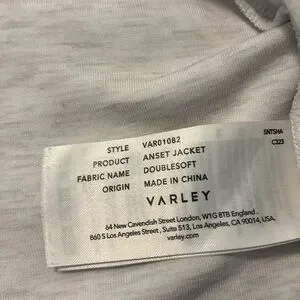 STYLE VAR01082 SNTSHA
PRODUCT ANSET JACKET C323
FABRIC NAME DOUBLESOFT
ORIGIN MADE IN CHINA
VARLEY
64 New Cavendish Street London, W1G 8TB England.
860 S Los Angeles Street, Suite 513, Los Angeles, CA 90014, USA.
varley.com